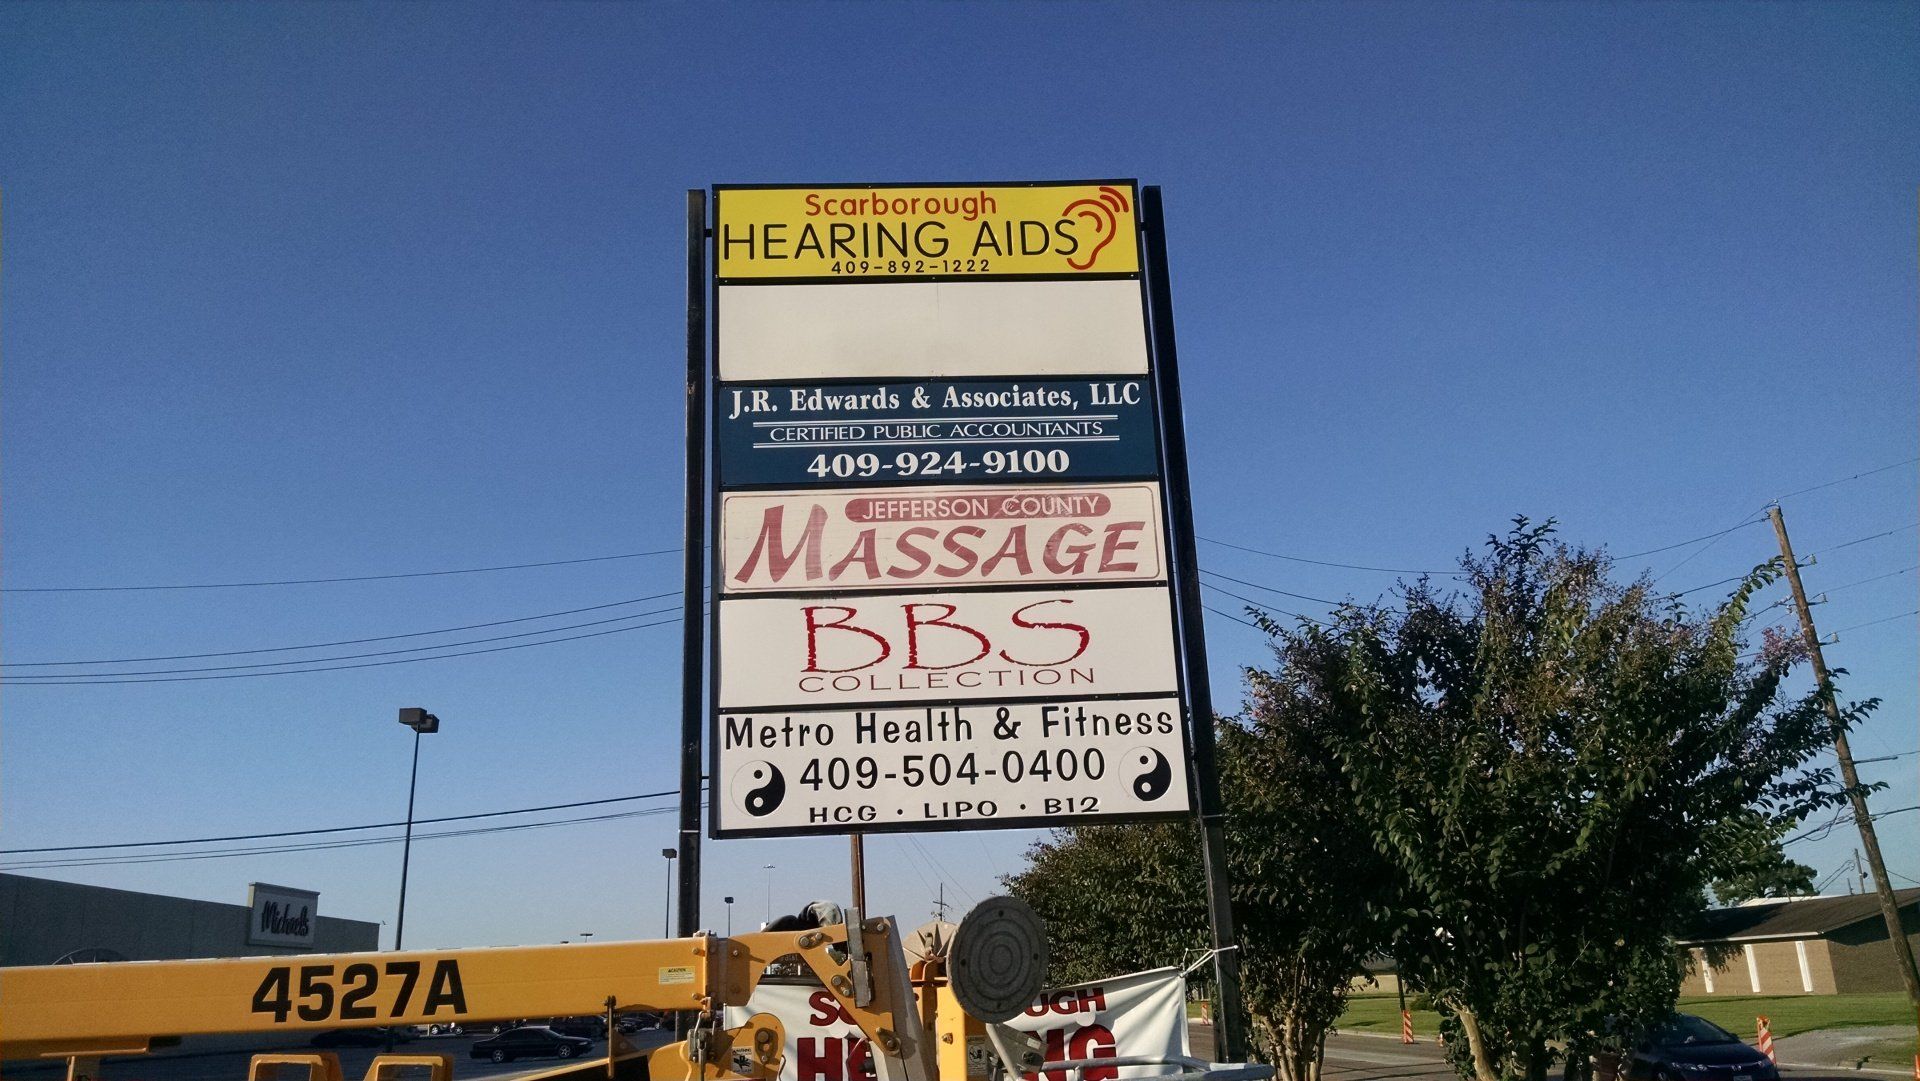 Scarborough
HEARING AIDS
409-892-1222
J.R. Edwards & Associates, LLC
CERTIFIED PUBLIC ACCOUNTANTS
409-924-9100
JEFFERSON COUNTY
MASSAGE
BBS
COLLECTION
Metro Health & Fitness
409-504-0400
HCG · LIPO · B12
Michaels
4527A
CAUTION